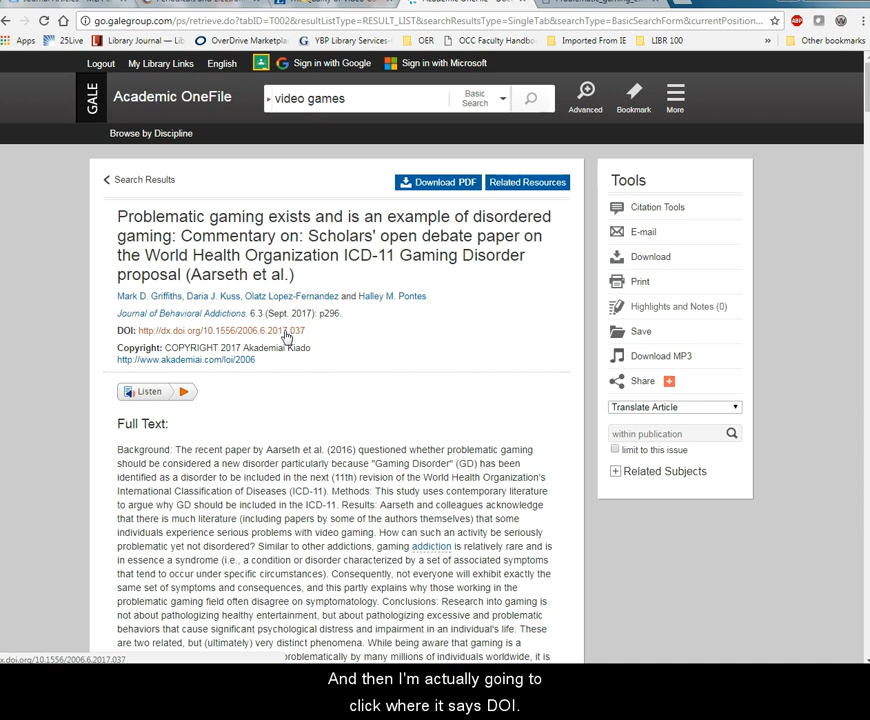 go.galegroup.com/ps/retrieve.do?tabID=T002&resultListType=RESULT_LIST&searchResultsType=SingleTab&searchType=BasicSearchForm&currentPosition...
Apps 25Live Library Journal — OverDrive Marketpla YBP Library Services- OER OCC Faculty Handbo Imported From IE LIBR 100 » Other bookmarks
Logout My Library Links English Sign in with Google Sign in with Microsoft
GALE Academic OneFile video games Basic Search Advanced Bookmark More
Browse by Discipline
Search Results Download PDF Related Resources
Problematic gaming exists and is an example of disordered
gaming: Commentary on: Scholars' open debate paper on
the World Health Organization ICD-11 Gaming Disorder
proposal (Aarseth et al.)
Mark D. Griffiths, Daria J. Kuss, Olatz Lopez-Fernandez and Halley M. Pontes
Journal of Behavioral Addictions. 6.3 (Sept. 2017): p296.
DOI: http://dx.doi.org/10.1556/2006.6.2017.037
Copyright: COPYRIGHT 2017 Akademiai Kiado
http://www.akademiai.com/loi/2006
Listen
Full Text:
Background: The recent paper by Aarseth et al. (2016) questioned whether problematic gaming
should be considered a new disorder particularly because "Gaming Disorder" (GD) has been
identified as a disorder to be included in the next (11th) revision of the World Health Organization's
International Classification of Diseases (ICD-11). Methods: This study uses contemporary literature
to argue why GD should be included in the ICD-11. Results: Aarseth and colleagues acknowledge
that there is much literature (including papers by some of the authors themselves) that some
individuals experience serious problems with video gaming. How can such an activity be seriously
problematic yet not disordered? Similar to other addictions, gaming addiction is relatively rare and is
in essence a syndrome (i.e., a condition or disorder characterized by a set of associated symptoms
that tend to occur under specific circumstances). Consequently, not everyone will exhibit exactly the
same set of symptoms and consequences, and this partly explains why those working in the
problematic gaming field often disagree on symptomatology. Conclusions: Research into gaming is
not about pathologizing healthy entertainment, but about pathologizing excessive and problematic
behaviors that cause significant psychological distress and impairment in an individual's life. These
are two related, but (ultimately) very distinct phenomena. While being aware that gaming is a
problematically by many millions of individuals worldwide, it is
x.doi.org/10.1556/2006.6.2017.037
Tools
Citation Tools
E-mail
Download
Print
Highlights and Notes (0)
Save
Download MP3
Share
Translate Article
within publication
limit to this issue
Related Subjects
And then I'm actually going to
click where it says DOI.